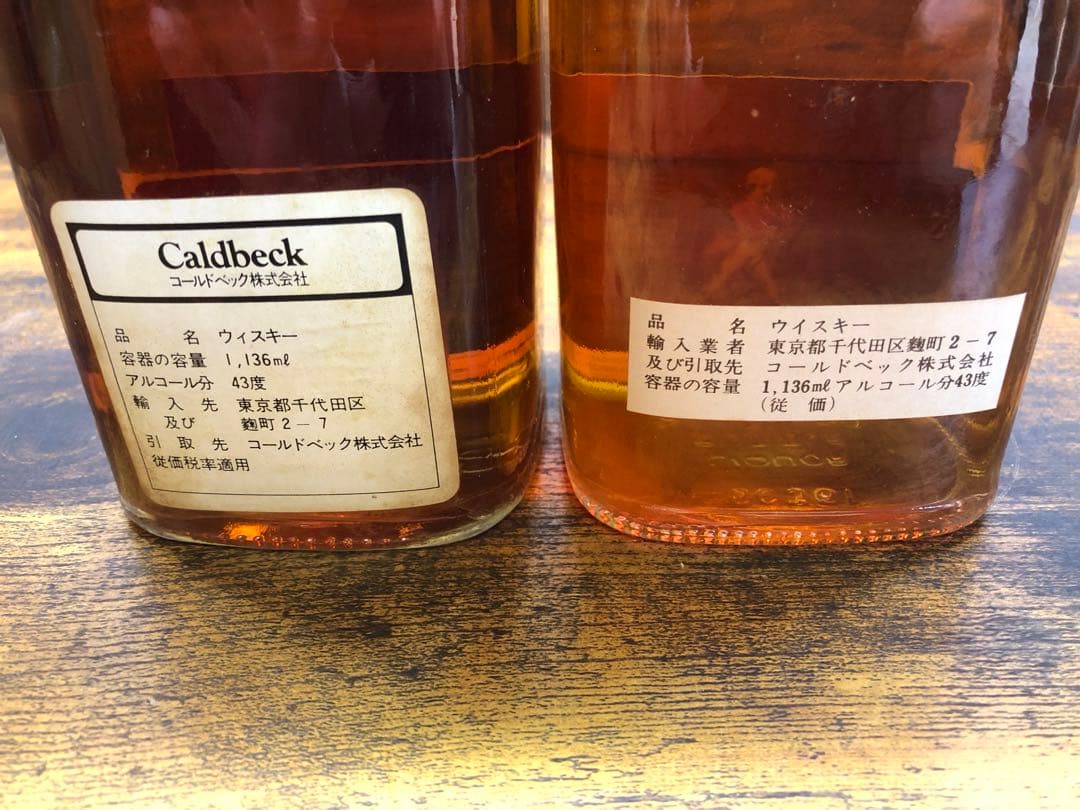 Caldbeck
コールドベック株式会社
品 名 ウィスキー
容器の容量 1,136㎖
アルコール分 43度
輸入先 東京都千代田区
及び 麴町2-7
引取先 コールドベック株式会社
従価税率適用
品 名 ウイスキー
輸入業者 東京都千代田区麴町2-7
及び引取先 コールドベック株式会社
容器の容量 1,136㎖アルコール分43度
(従 価)